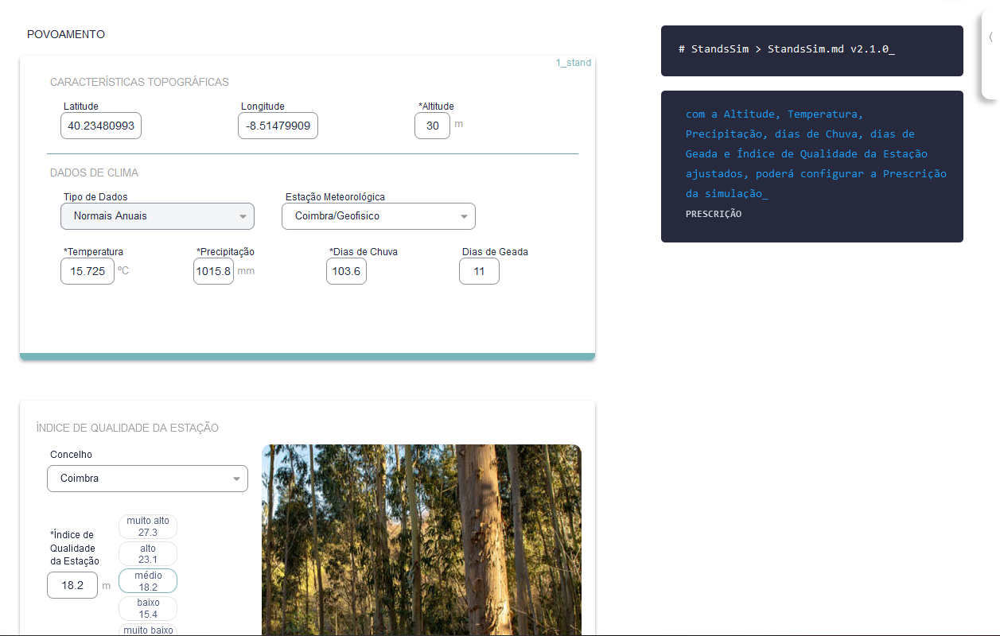 POVOAMENTO
1_stand
CARACTERÍSTICAS TOPOGRÁFICAS
Latitude
40.23480993
Longitude
-8.51479909
*Altitude
30 m
DADOS DE CLIMA
Tipo de Dados
Normais Anuais
Estação Meteorológica
Coimbra/Geofisico
*Temperatura
15.725 ºC
*Precipitação
1015.8 mm
*Dias de Chuva
103.6
Dias de Geada
11
ÍNDICE DE QUALIDADE DA ESTAÇÃO
Concelho
Coimbra
*Índice de
Qualidade
da Estação
18.2 m
muito alto
27.3
alto
23.1
médio
18.2
baixo
15.4
muito baixo
# StandsSim > StandsSim.md v2.1.0_
com a Altitude, Temperatura,
Precipitação, dias de Chuva, dias de
Geada e Índice de Qualidade da Estação
ajustados, poderá configurar a Prescrição
da simulação_
PRESCRIÇÃO